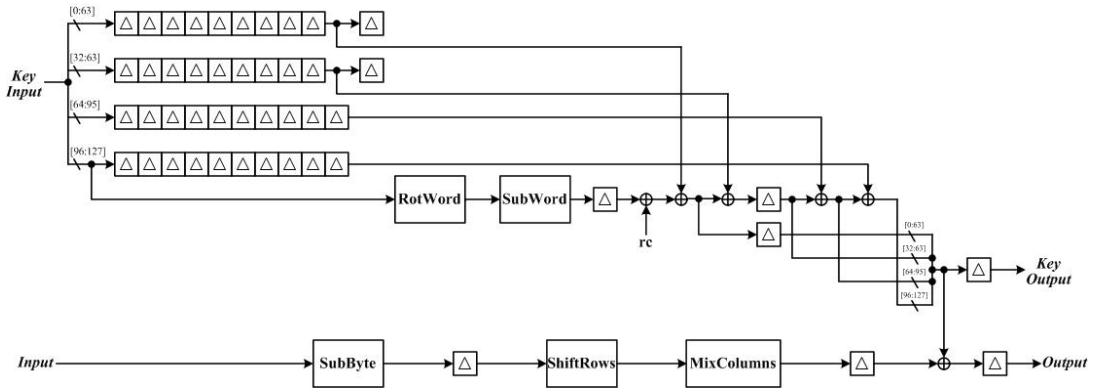 [0:63]
△ △ △ △ △ △ △ △ △ △
[32:63]
△ △ △ △ △ △ △ △ △ △
Key
Input
[64:95]
△ △ △ △ △ △ △ △ △ △
[96:127]
△ △ △ △ △ △ △ △ △ △
RotWord SubWord △ △
rc
△
[0:63]
[32:63]
[64:95]
[96:127]
△
Key
Output
Input SubByte △ ShiftRows MixColumns △ △ Output